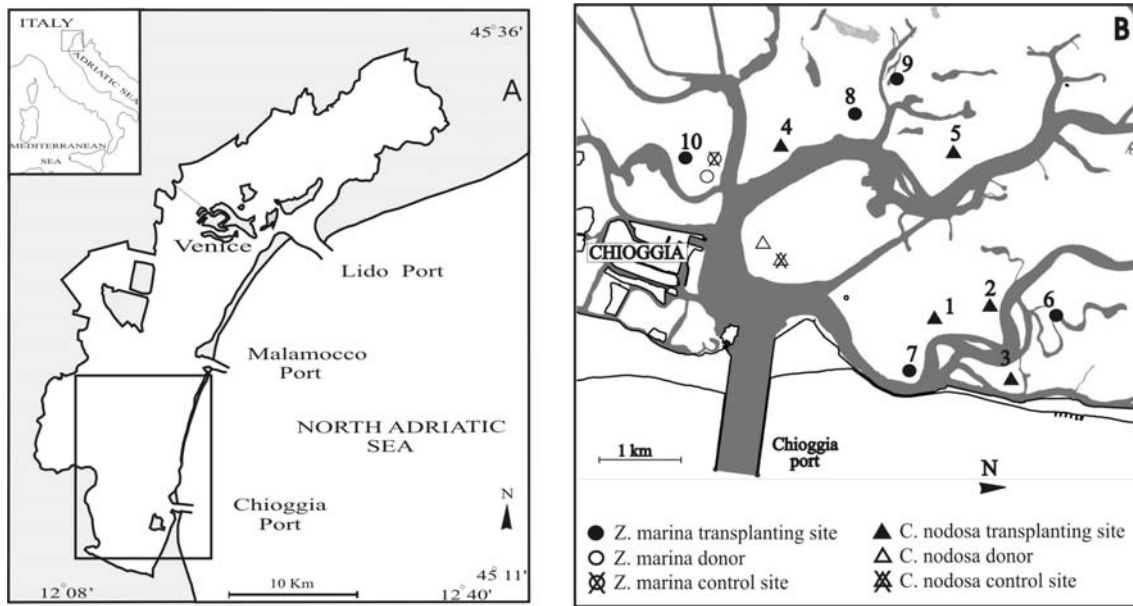 ITALY
ADRIATIC SEA
MEDITERRANEAN
SEA
45°36'
A
Venice
Lido Port
Malamocco
Port
NORTH ADRIATIC
SEA
Chioggia
Port
N
12°08'
10 Km
45°11'
12°40'
B
9
8
4
5
10
CHIOGGIA
2
1
6
7
3
1 km
Chioggia
port
N
Z. marina transplanting site
Z. marina donor
Z. marina control site
C. nodosa transplanting site
C. nodosa donor
C. nodosa control site